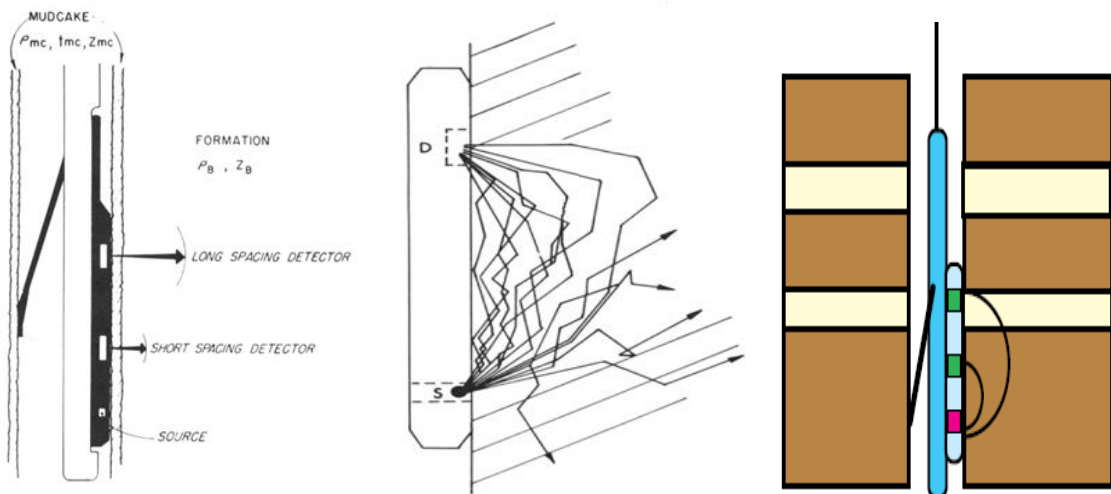 MUDCAKE
ρmc, tmc, Zmc
FORMATION
ρB , ZB
LONG SPACING DETECTOR
SHORT SPACING DETECTOR
SOURCE
D
S